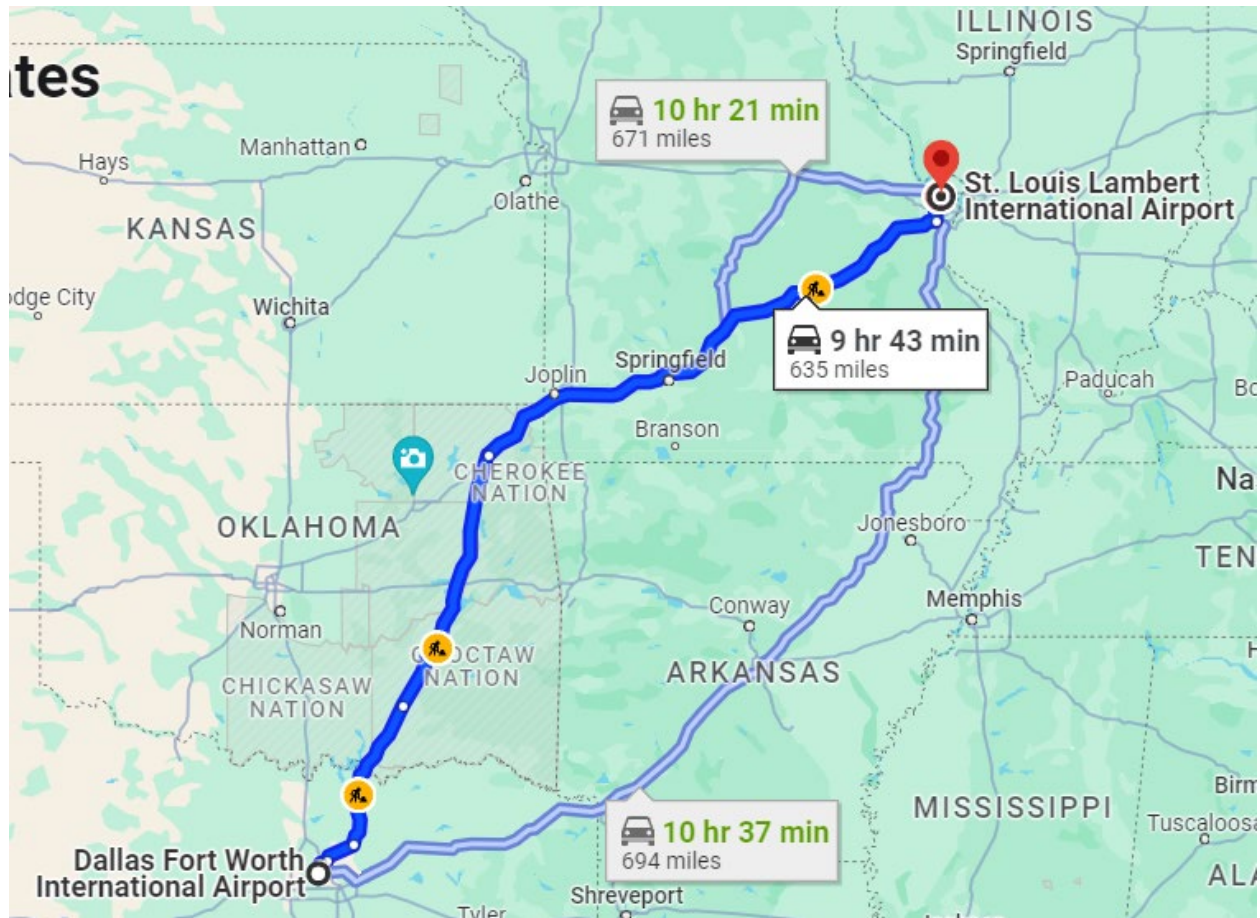 ates
ILLINOIS
Springfield
10 hr 21 min
671 miles
Manhattan
Hays
Olathe
St. Louis Lambert
International Airport
KANSAS
odge City
Wichita
9 hr 43 min
635 miles
Springfield
Joplin
Paducah
Bo
Branson
CHEROKEE
NATION
Na
OKLAHOMA
Jonesboro
TEN
Norman
Conway
Memphis
CHOCTAW
NATION
ARKANSAS
CHICKASAW
NATION
MISSISSIPPI
Birm
Tuscaloosa
10 hr 37 min
694 miles
Dallas Fort Worth
International Airport
ALA
Shreveport
Tyler